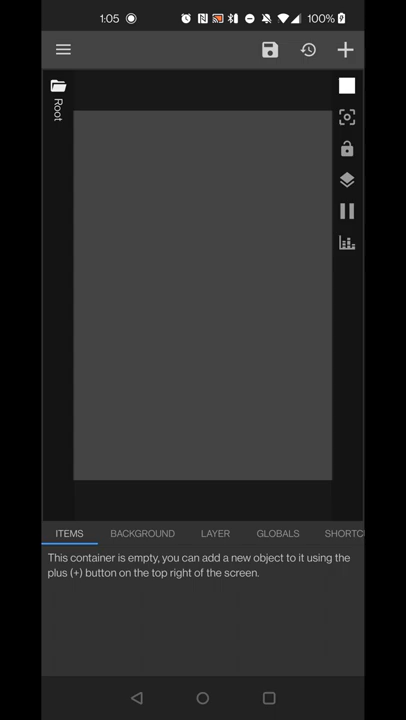 1:05
100%
Root
ITEMS BACKGROUND LAYER GLOBALS SHORTC
This container is empty, you can add a new object to it using the
plus (+) button on the top right of the screen.